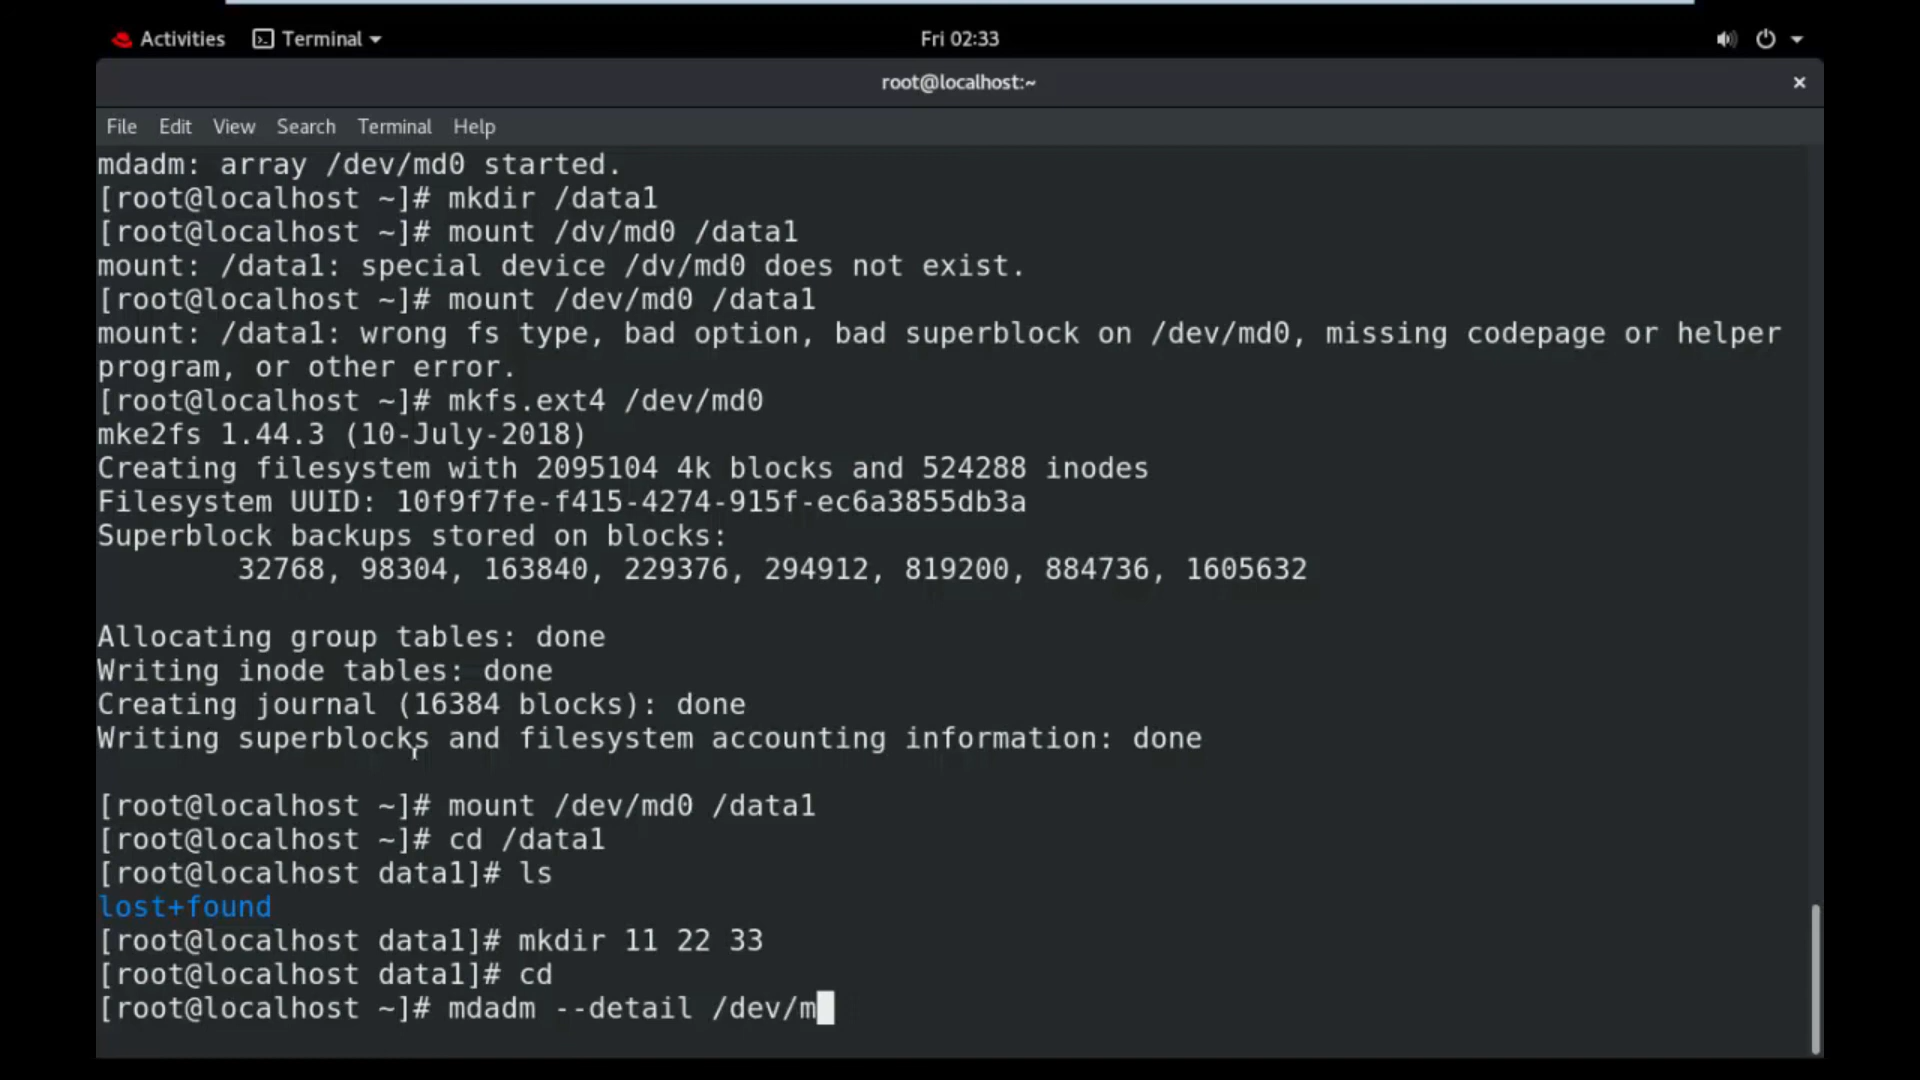 Activities Terminal Fri 02:33
root@localhost:~ ×
File Edit View Search Terminal Help
mdadm: array /dev/md0 started.
[root@localhost ~]# mkdir /data1
[root@localhost ~]# mount /dv/md0 /data1
mount: /data1: special device /dv/md0 does not exist.
[root@localhost ~]# mount /dev/md0 /data1
mount: /data1: wrong fs type, bad option, bad superblock on /dev/md0, missing codepage or helper
program, or other error.
[root@localhost ~]# mkfs.ext4 /dev/md0
mke2fs 1.44.3 (10-July-2018)
Creating filesystem with 2095104 4k blocks and 524288 inodes
Filesystem UUID: 10f9f7fe-f415-4274-915f-ec6a3855db3a
Superblock backups stored on blocks:
        32768, 98304, 163840, 229376, 294912, 819200, 884736, 1605632

Allocating group tables: done
Writing inode tables: done
Creating journal (16384 blocks): done
Writing superblocks and filesystem accounting information: done

[root@localhost ~]# mount /dev/md0 /data1
[root@localhost ~]# cd /data1
[root@localhost data1]# ls
lost+found
[root@localhost data1]# mkdir 11 22 33
[root@localhost data1]# cd
[root@localhost ~]# mdadm --detail /dev/m